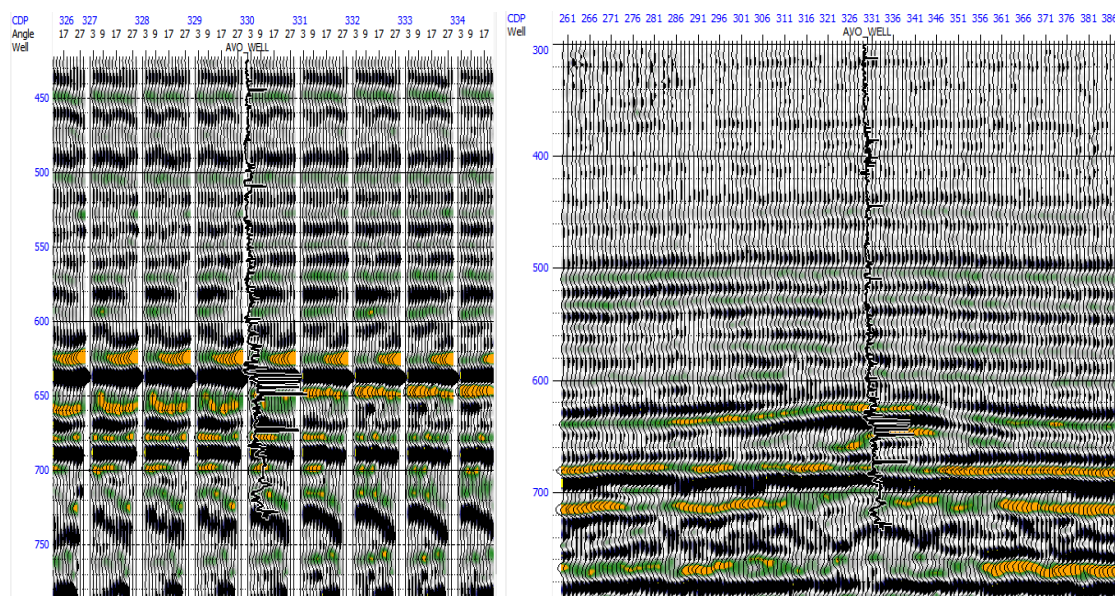 CDP 326 327 328 329 330 331 332 333 334
Angle 17 27 3 9 17 27 3 9 17 27 3 9 17 27 3 9 17 27 3 9 17 27 3 9 17 27 3 9 17 27 3 9 17
Well AVO_WELL
450
500
550
600
650
700
750
CDP 261 266 271 276 281 286 291 296 301 306 311 316 321 326 331 336 341 346 351 356 361 366 371 376 381 386
Well AVO_WELL
300
400
500
600
700